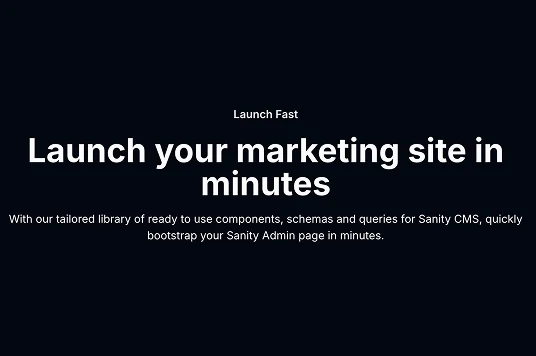 Launch Fast
Launch your marketing site in
minutes
With our tailored library of ready to use components, schemas and queries for Sanity CMS, quickly
bootstrap your Sanity Admin page in minutes.